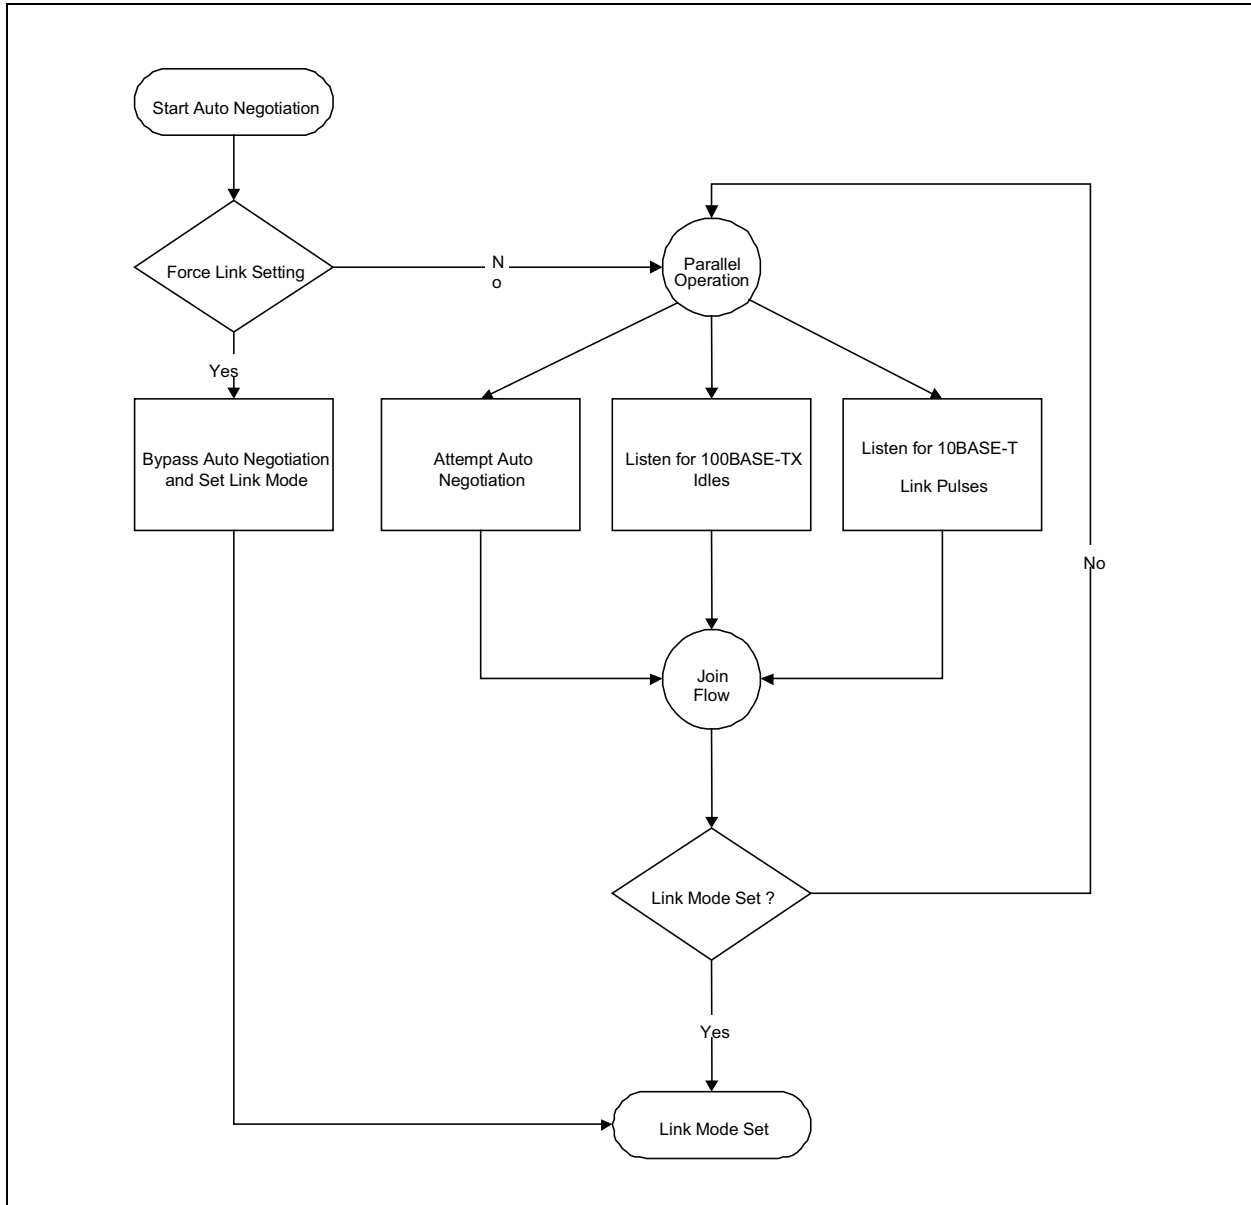 Start Auto Negotiation
Force Link Setting
N
o
Parallel
Operation
Yes
Bypass Auto Negotiation
and Set Link Mode
Attempt Auto
Negotiation
Listen for 100BASE-TX
Idles
Listen for 10BASE-T
Link Pulses
No
Join
Flow
Link Mode Set ?
Yes
Link Mode Set